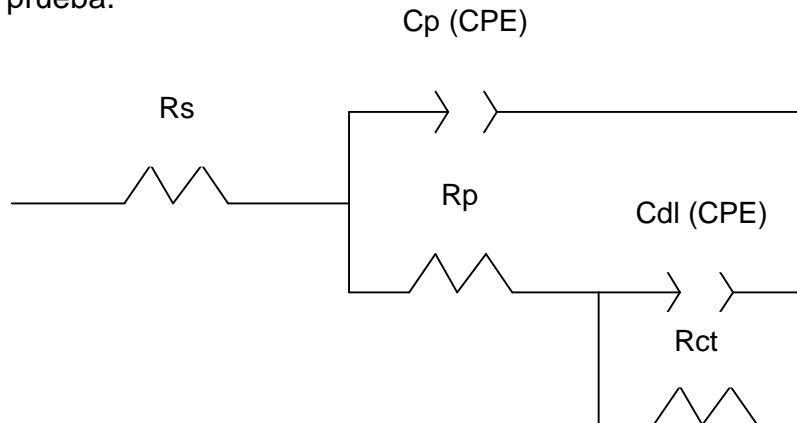 prueba.
Cp (CPE)
Rs
Rp
Cdl (CPE)
Rct